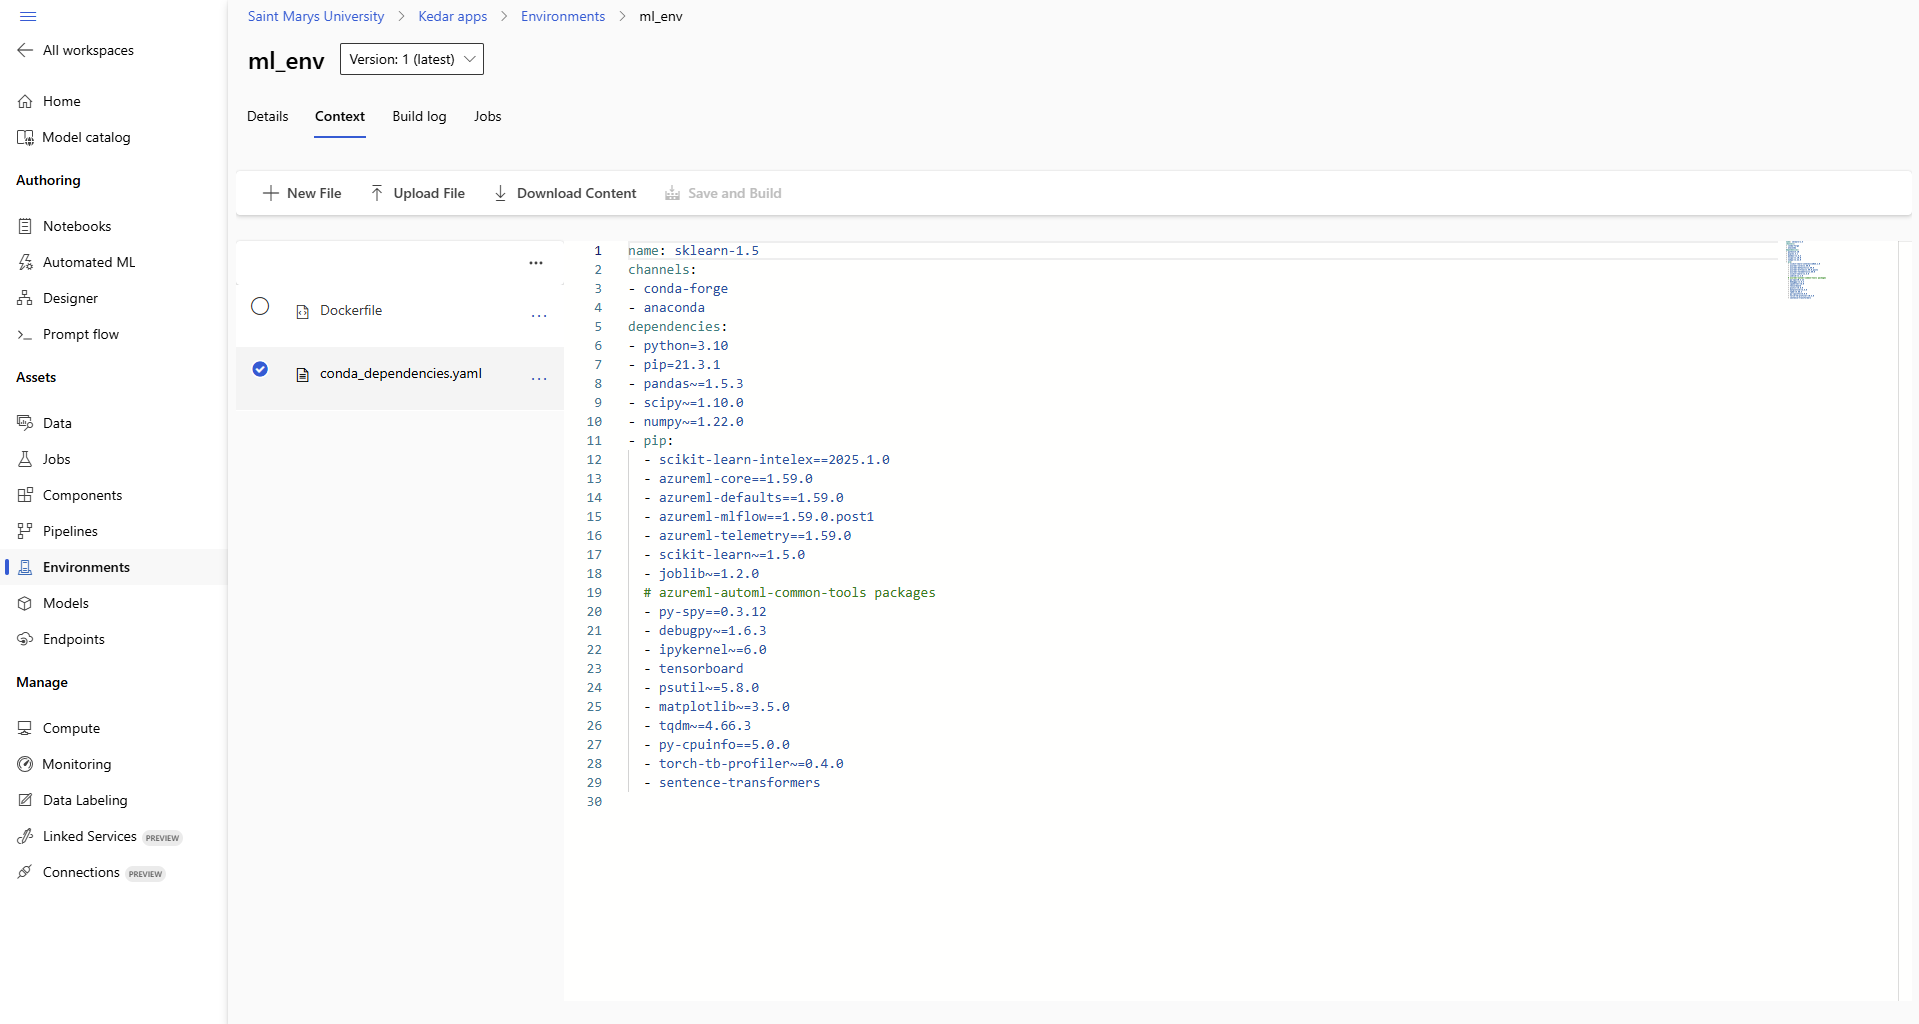 Saint Marys University > Kedar apps > Environments > ml_env
All workspaces
ml_env Version: 1 (latest)
Home
Model catalog
Details Context Build log Jobs
Authoring
New File Upload File Download Content Save and Build
Notebooks
Automated ML
Designer
Prompt flow
Assets
Data
Jobs
Components
Pipelines
Environments
Models
Endpoints
Manage
Compute
Monitoring
Data Labeling
Linked Services PREVIEW
Connections PREVIEW
...
Dockerfile ...
conda_dependencies.yaml ...
1 name: sklearn-1.5
2 channels:
3 - conda-forge
4 - anaconda
5 dependencies:
6 - python=3.10
7 - pip=21.3.1
8 - pandas~=1.5.3
9 - scipy~=1.10.0
10 - numpy~=1.22.0
11 - pip:
12 - scikit-learn-intelex==2025.1.0
13 - azureml-core==1.59.0
14 - azureml-defaults==1.59.0
15 - azureml-mlflow==1.59.0.post1
16 - azureml-telemetry==1.59.0
17 - scikit-learn~=1.5.0
18 - joblib~=1.2.0
19 # azureml-automl-common-tools packages
20 - py-spy==0.3.12
21 - debugpy~=1.6.3
22 - ipykernel~=6.0
23 - tensorboard
24 - psutil~=5.8.0
25 - matplotlib~=3.5.0
26 - tqdm~=4.66.3
27 - py-cpuinfo==5.0.0
28 - torch-tb-profiler~=0.4.0
29 - sentence-transformers
30